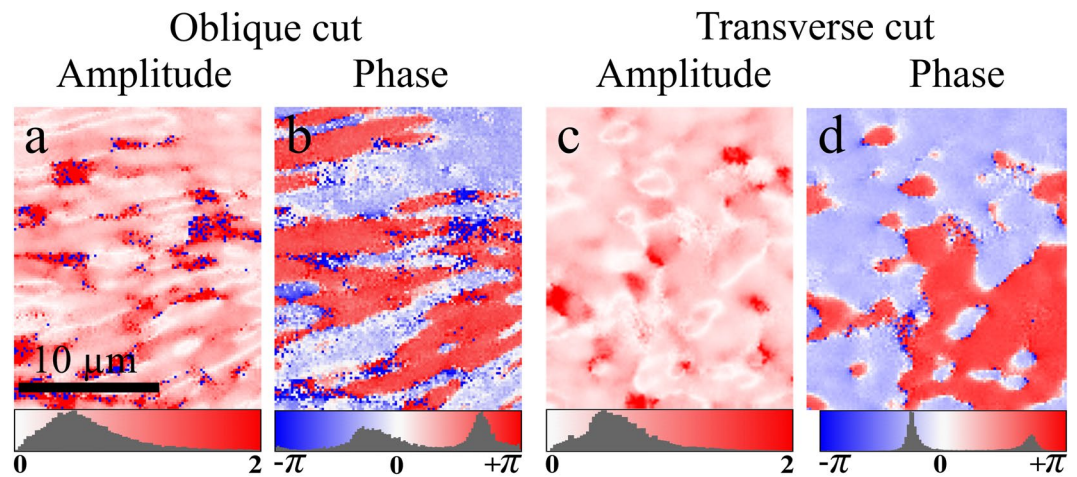 Oblique cut
Transverse cut
Amplitude
Phase
Amplitude
Phase
a
b
c
d
10 µm
0
2
-π
0
+π
0
2
-π
0
+π